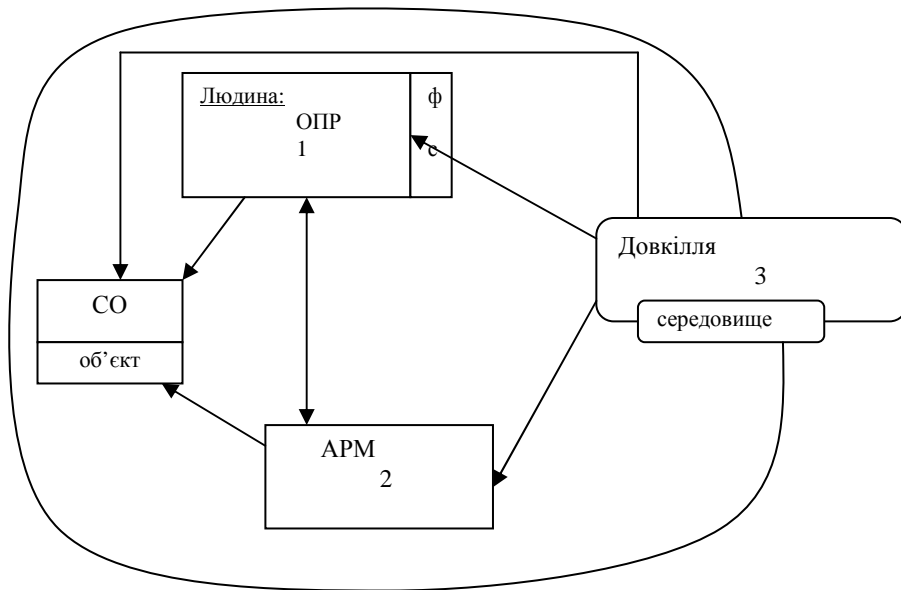 Людина:
ОПР
1
ф
с
Довкілля
3
середовище
СО
об’єкт
АРМ
2